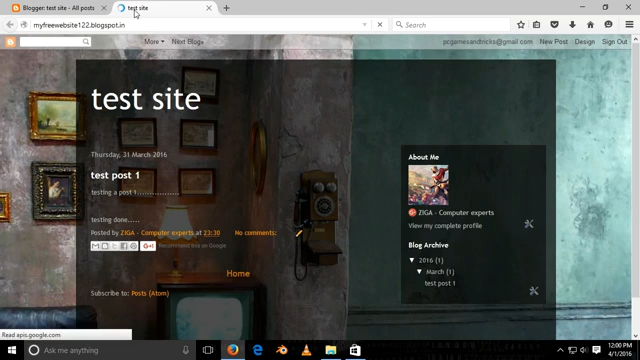 Blogger: test site - All posts
test site
myfreewebsite122.blogspot.in
Search
More
Next Blog»
pcgamesandtricks@gmail.com
New Post
Design
Sign Out
test site
Thursday, 31 March 2016
test post 1
testing a post 1.................
testing done.....
Posted by ZIGA - Computer experts at 23:30
No comments:
G+1
Recommend this on Google
Home
Subscribe to: Posts (Atom)
About Me
ZIGA - Computer experts
View my complete profile
Blog Archive
▼ 2016 (1)
▼ March (1)
test post 1
Read apis.google.com
Ask me anything
12:00 PM
4/1/2016